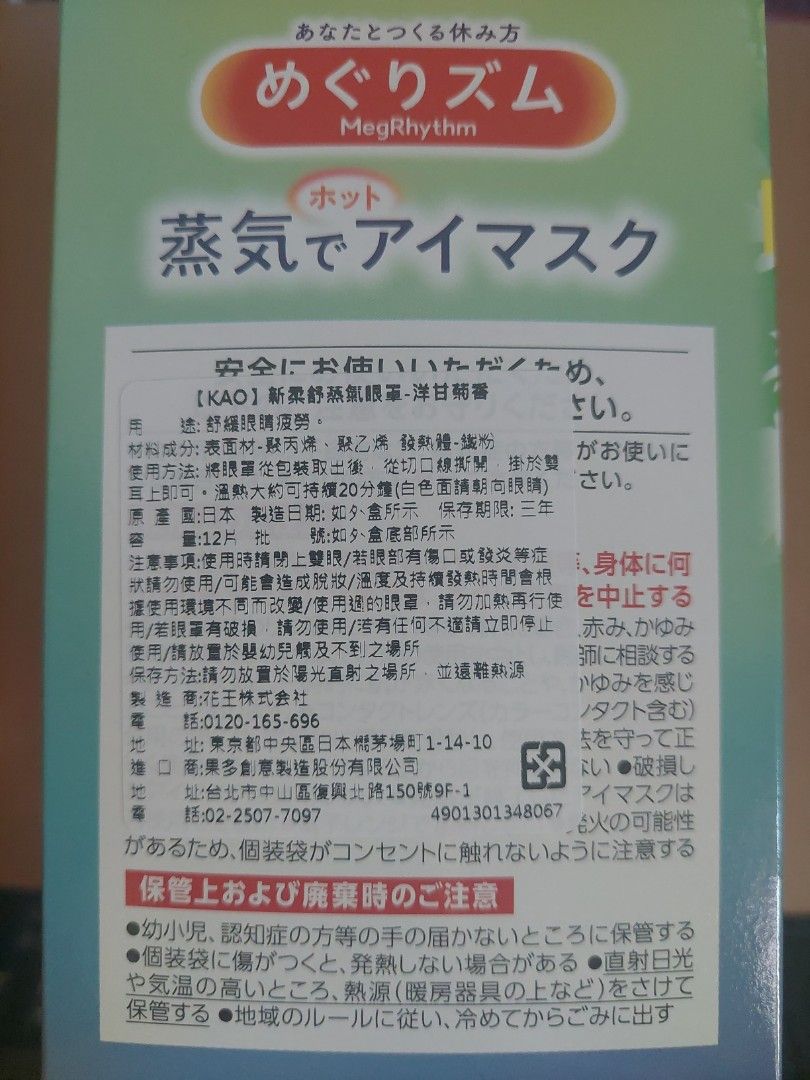 あなたとつくる休み方
めぐりズム
MegRhythm
蒸気でホットアイマスク
安全にお使いいただくため、
さい。
【KAO】新柔舒蒸氣眼罩-洋甘菊香
用　　途:舒緩眼睛疲勞。
材料成分:表面材-聚丙烯、聚乙烯 發熱體-鐵粉
使用方法:將眼罩從包裝取出後，從切口線撕開，掛於雙
耳上即可。溫熱大約可持續20分鐘(白色面請朝向眼睛)
原 產 國:日本 製造日期:如外盒所示 保存期限:三年
容　　量:12片 批　　號:如外盒底部所示
注意事項:使用時請閉上雙眼/若眼部有傷口或發炎等症
狀請勿使用/可能會造成脫妝/溫度及持續發熱時間會根
據使用環境不同而改變/使用過的眼罩，請勿加熱再行使
用/若眼罩有破損，請勿使用/若有任何不適請立即停止
使用/請放置於嬰幼兒觸及不到之場所
保存方法:請勿放置於陽光直射之場所，並遠離熱源
製 造 商:花王株式会社
電　　話:0120-165-696
地　　址:東京都中央區日本橋茅場町1-14-10
進 口 商:果多創意製造股份有限公司
地　　址:台北市中山區復興北路150號9F-1
電　　話:02-2507-7097
4901301348067
がお使いに
さい。
、身体に何
を中止する
赤み、かゆみ
師に相談する
かゆみを感じ
ンタクト含む)
法を守って正
ない ●破損し
アイマスクは
発火の可能性
があるため、個装袋がコンセントに触れないように注意する
保管上および廃棄時のご注意
●幼小児、認知症の方等の手の届かないところに保管する
●個装袋に傷がつくと、発熱しない場合がある ●直射日光
や気温の高いところ、熱源(暖房器具の上など)をさけて
保管する ●地域のルールに従い、冷めてからごみに出す